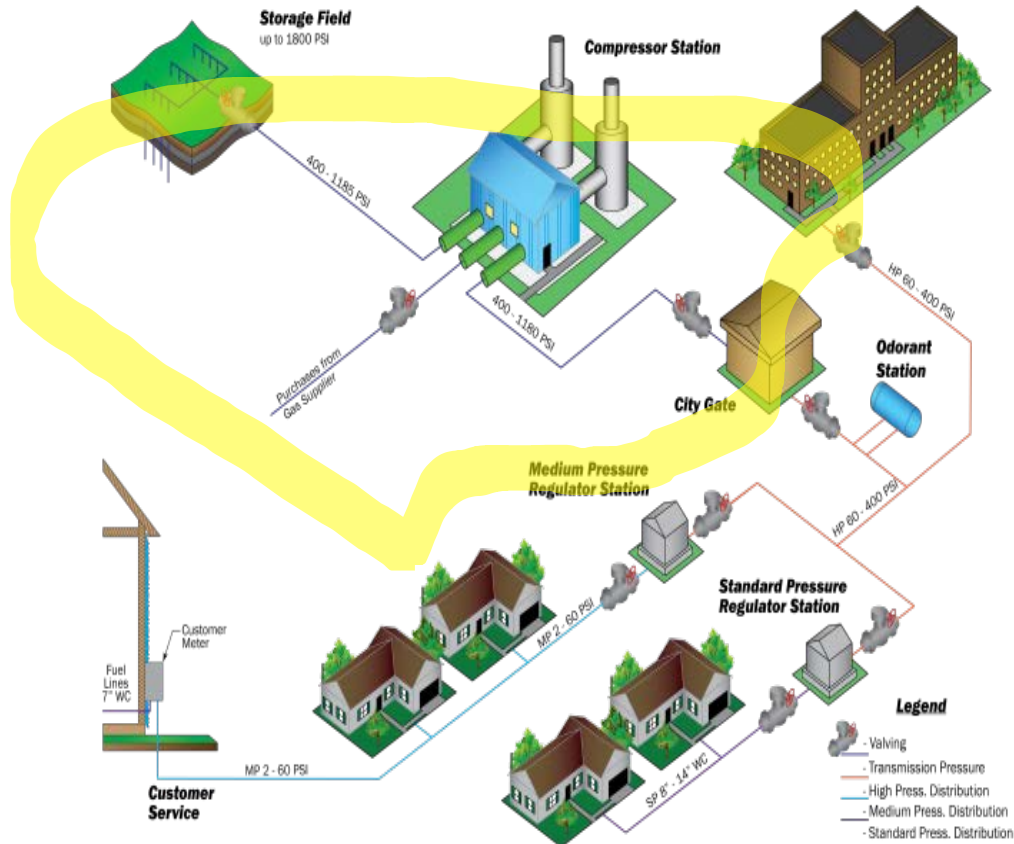 Storage Field
up to 1800 PSI
Compressor Station
400 - 1185 PSI
HP 60 - 400 PSI
400 - 1180 PSI
Purchases from
Gas Supplier
Odorant
Station
City Gate
Medium Pressure
Regulator Station
HP 60 - 400 PSI
Standard Pressure
Regulator Station
MP 2 - 60 PSI
Customer
Meter
Fuel
Lines
7" WC
MP 2 - 60 PSI
Customer
Service
SP 8" - 14" WC
Legend
- Valving
- Transmission Pressure
- High Press. Distribution
- Medium Press. Distribution
- Standard Press. Distribution